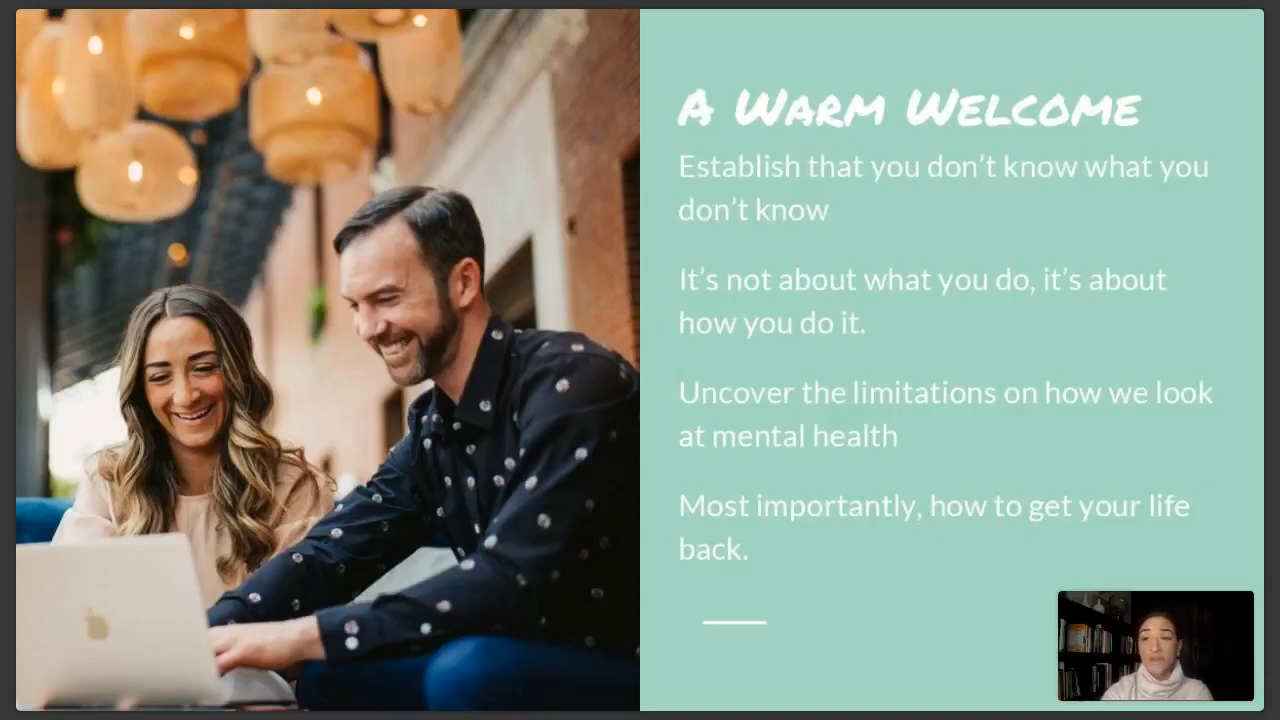 A Warm Welcome
Establish that you don’t know what you
don’t know
It’s not about what you do, it’s about
how you do it.
Uncover the limitations on how we look
at mental health
Most importantly, how to get your life
back.